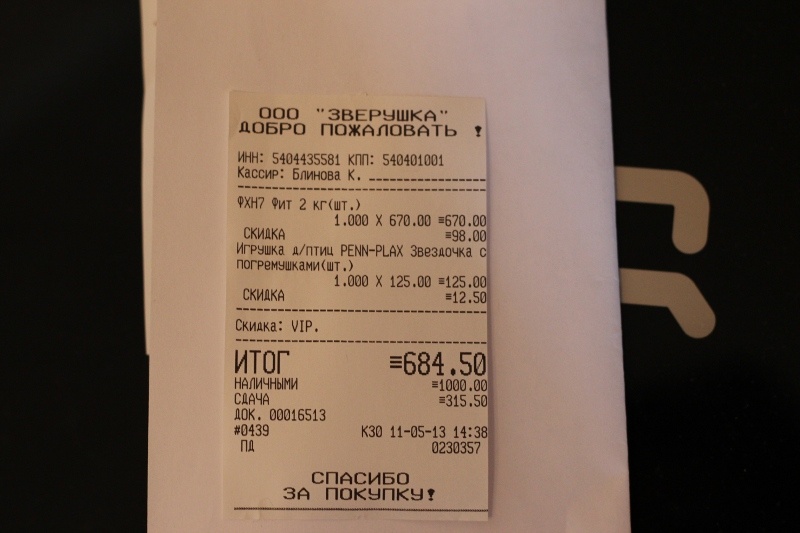 ООО "ЗВЕРУШКА"
ДОБРО ПОЖАЛОВАТЬ !
ИНН: 5404435581 КПП: 540401001
Кассир: Блинова К. ________________
ФХН7 Фит 2 кг(шт.)
1.000 X 670.00 ≡670.00
СКИДКА ≡98.00
Игрушка д/птиц PENN-PLAX Звездочка с
погремушками(шт.)
1.000 X 125.00 ≡125.00
СКИДКА ≡12.50
Скидка: VIP.
ИТОГ ≡684.50
НАЛИЧНЫМИ ≡1000.00
СДАЧА ≡315.50
ДОК. 00016513
#0439 К30 11-05-13 14:38
ПД 0230357
СПАСИБО
ЗА ПОКУПКУ!